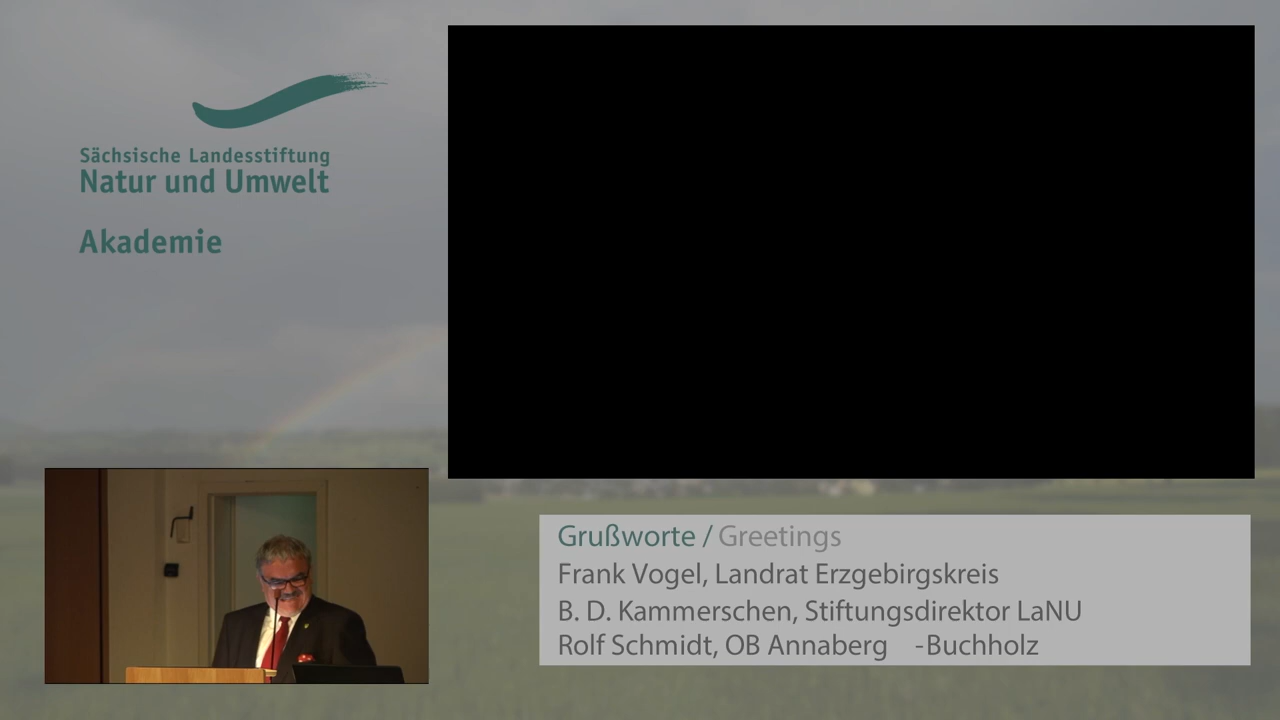 Sächsische Landesstiftung
Natur und Umwelt
Akademie
Grußworte / Greetings
Frank Vogel, Landrat Erzgebirgskreis
B. D. Kammerschen, Stiftungsdirektor LaNU
Rolf Schmidt, OB Annaberg -Buchholz